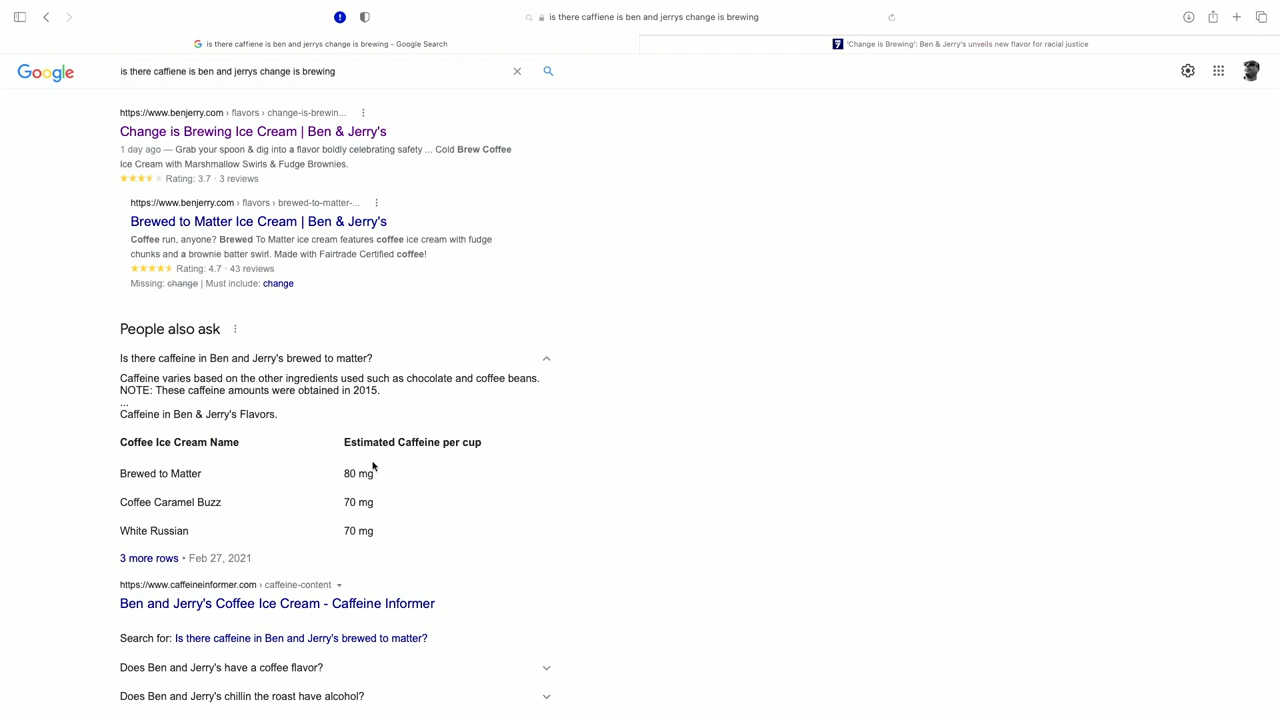 is there caffiene is ben and jerrys change is brewing
is there caffiene is ben and jerrys change is brewing - Google Search
'Change is Brewing': Ben & Jerry's unveils new flavor for racial justice
Google
is there caffiene is ben and jerrys change is brewing
https://www.benjerry.com › flavors › change-is-brewin...
Change is Brewing Ice Cream | Ben & Jerry's
1 day ago — Grab your spoon & dig into a flavor boldly celebrating safety ... Cold Brew Coffee
Ice Cream with Marshmallow Swirls & Fudge Brownies.
Rating: 3.7 · 3 reviews
https://www.benjerry.com › flavors › brewed-to-matter-...
Brewed to Matter Ice Cream | Ben & Jerry's
Coffee run, anyone? Brewed To Matter ice cream features coffee ice cream with fudge
chunks and a brownie batter swirl. Made with Fairtrade Certified coffee!
Rating: 4.7 · 43 reviews
Missing: change | Must include: change
People also ask
Is there caffeine in Ben and Jerry's brewed to matter?
Caffeine varies based on the other ingredients used such as chocolate and coffee beans.
NOTE: These caffeine amounts were obtained in 2015.
...
Caffeine in Ben & Jerry's Flavors.
Coffee Ice Cream Name Estimated Caffeine per cup
Brewed to Matter 80 mg
Coffee Caramel Buzz 70 mg
White Russian 70 mg
3 more rows • Feb 27, 2021
https://www.caffeineinformer.com › caffeine-content
Ben and Jerry's Coffee Ice Cream - Caffeine Informer
Search for: Is there caffeine in Ben and Jerry's brewed to matter?
Does Ben and Jerry's have a coffee flavor?
Does Ben and Jerry's chillin the roast have alcohol?